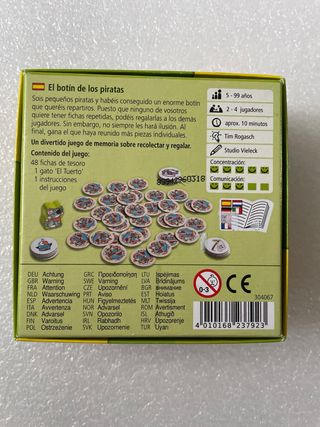 El botín de los piratas
Sois pequeños piratas y habéis conseguido un enorme botín
que queréis repartiros. Puesto que ninguno de vosotros
quiere tener fichas repetidas, podéis regalarlas a los demás
jugadores. Sin embargo, no siempre les hará ilusión. Al
final, gana el que haya reunido más piezas individuales.
Un divertido juego de memoria sobre recolectar y regalar.
Contenido del juego:
48 fichas de tesoro
1 gato 'El Tuerto'
1 instrucciones
del juego
5 - 99 años
2 - 4 jugadores
aprox. 10 minutos
Tim Rogasch
Studio Vieleck
Concentración:
Comunicación:
DEU Achtung
GBR Warning
FRA Attention
NLD Waarschuwing
ESP Advertencia
ITA Avvertenza
DNK Advarsel
FIN Varoitus
POL Ostrzeżenie
GRC Προειδοποίηση
SWE Varning
CZE Upozornění
PRT Aviso
HUN Figyelmeztetés
NOR Advarsel
SVN Opozorilo
IRL Rabhadh
SVK Upozornenie
LTU Įspėjimas
LVA Brīdinājums
BGR внимание
EST Hoiatus
MLT Twissija
ROM Avertisment
ISL Athugið
HRV Upozorenje
TUR Uyarı
0-3
CE
304067
4 010168 237923